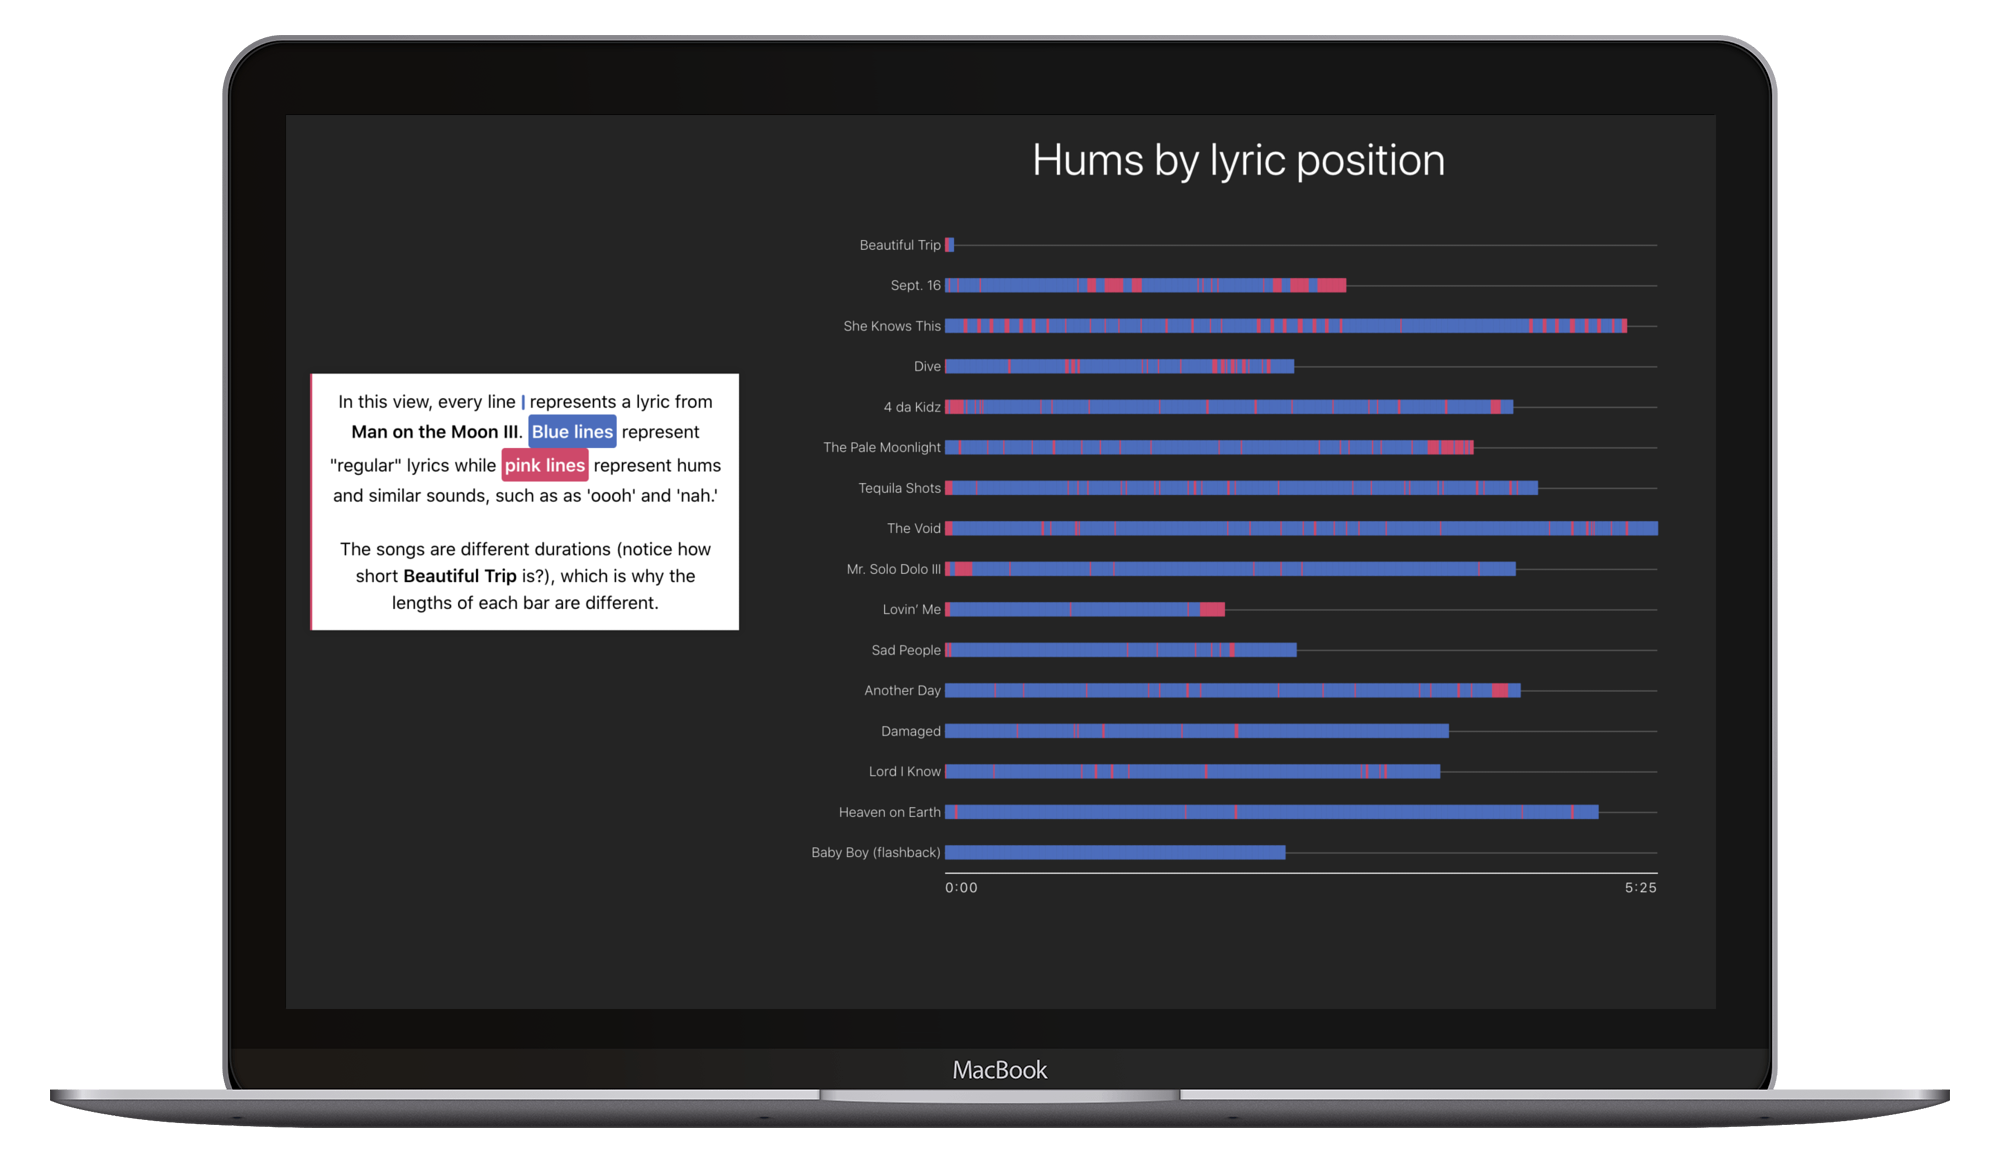 Hums by lyric position
In this view, every line | represents a lyric from
Man on the Moon III. Blue lines represent
"regular" lyrics while pink lines represent hums
and similar sounds, such as as 'oooh' and 'nah.'
The songs are different durations (notice how
short Beautiful Trip is?), which is why the
lengths of each bar are different.
Beautiful Trip
Sept. 16
She Knows This
Dive
4 da Kidz
The Pale Moonlight
Tequila Shots
The Void
Mr. Solo Dolo III
Lovin’ Me
Sad People
Another Day
Damaged
Lord I Know
Heaven on Earth
Baby Boy (flashback)
0:00 5:25
MacBook